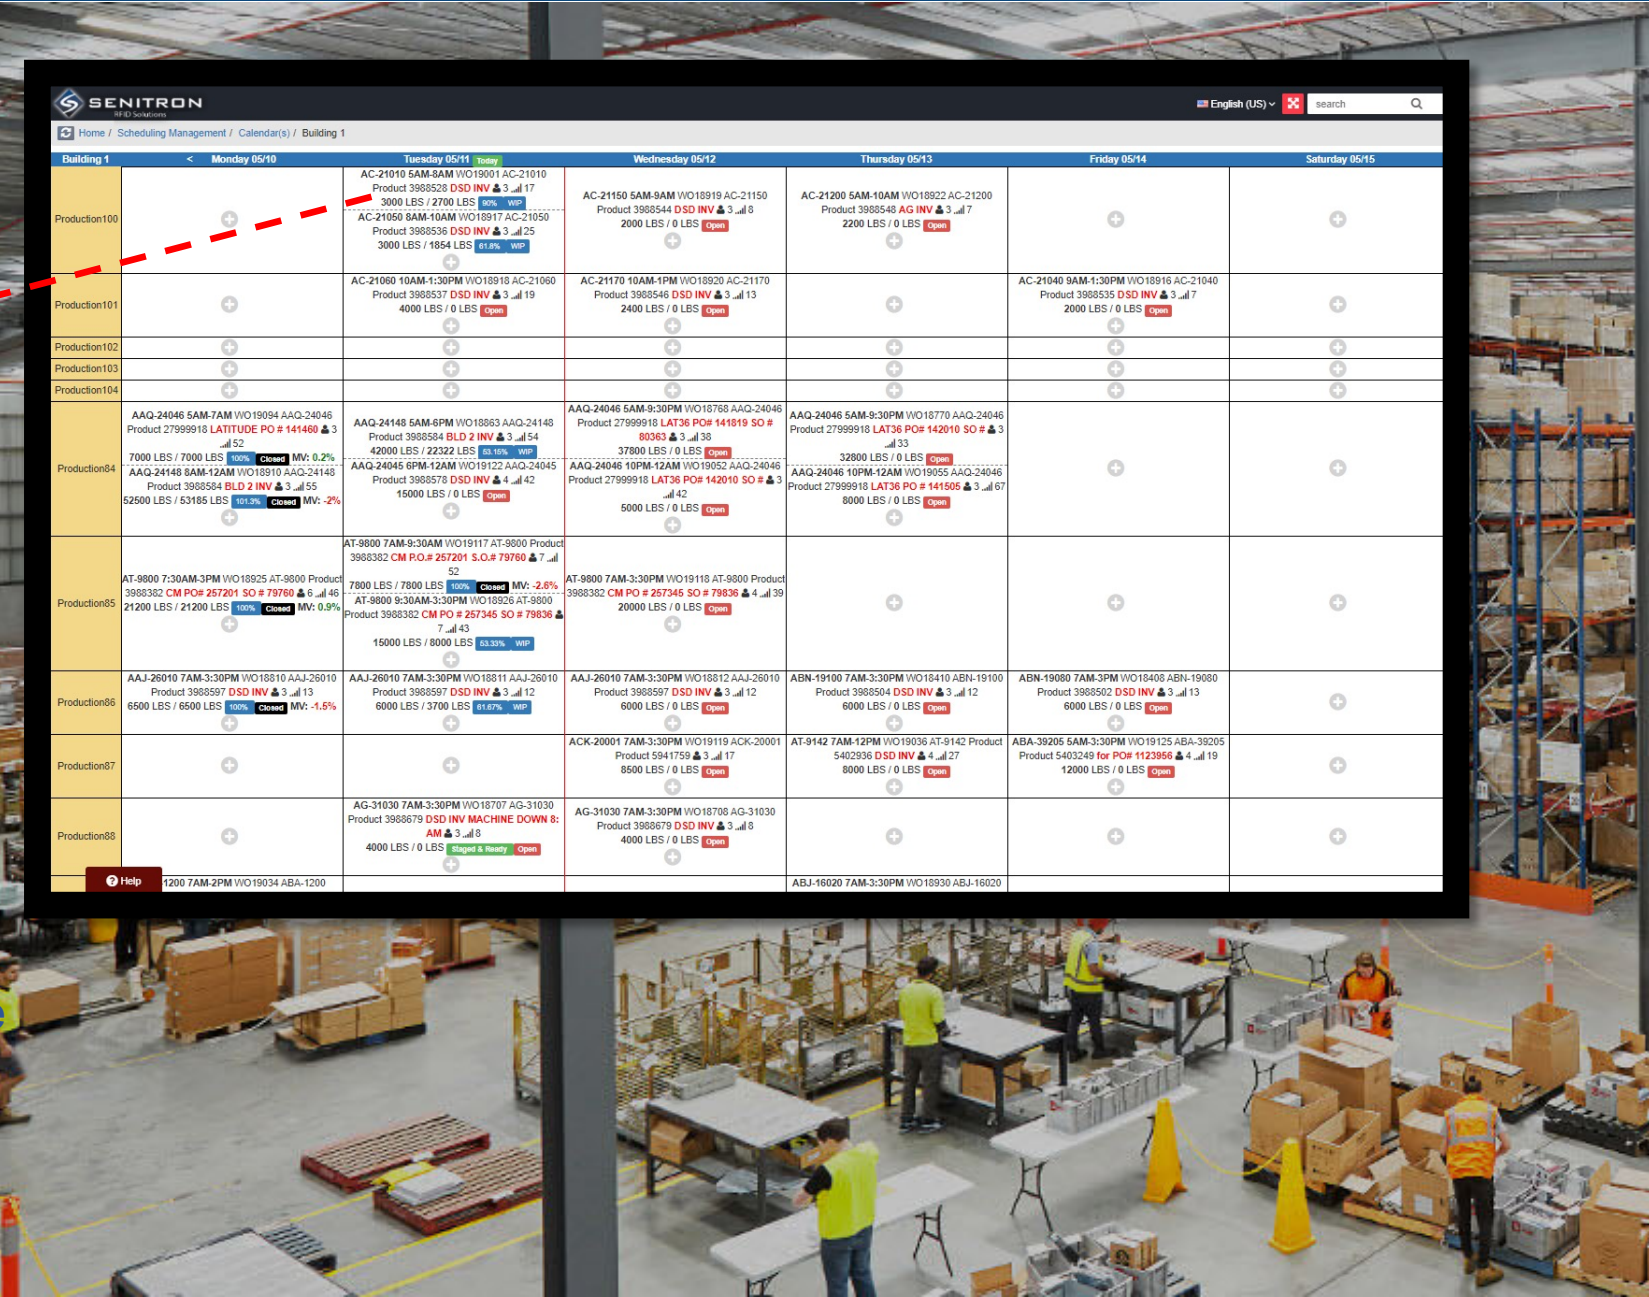 SENITRON
RFID Solutions
English (US)
search
Home / Scheduling Management / Calendar(s) / Building 1
Building 1 < Monday 05/10 Tuesday 05/11 Today Wednesday 05/12 Thursday 05/13 Friday 05/14 Saturday 05/15
Production100
AC-21010 5AM-8AM WO19001 AC-21010
Product 3988528 DSD INV 3 17
3000 LBS / 2700 LBS 90% WIP
AC-21050 8AM-10AM WO18917 AC-21050
Product 3988536 DSD INV 3 25
3000 LBS / 1854 LBS 61.8% WIP
AC-21150 5AM-9AM WO18919 AC-21150
Product 3988544 DSD INV 3 8
2000 LBS / 0 LBS Open
AC-21200 5AM-10AM WO18922 AC-21200
Product 3988548 AG INV 3 7
2200 LBS / 0 LBS Open
Production101
AC-21060 10AM-1:30PM WO18918 AC-21060
Product 3988537 DSD INV 3 19
4000 LBS / 0 LBS Open
AC-21170 10AM-1PM WO18920 AC-21170
Product 3988546 DSD INV 3 13
2400 LBS / 0 LBS Open
AC-21040 9AM-1:30PM WO18916 AC-21040
Product 3988535 DSD INV 3 7
2000 LBS / 0 LBS Open
Production102
Production103
Production104
Production84
AAQ-24046 5AM-7AM WO19094 AAQ-24046
Product 27999918 LATITUDE PO # 141460 3
52
7000 LBS / 7000 LBS 100% Closed MV: 0.2%
AAQ-24148 8AM-12AM WO18910 AAQ-24148
Product 3988584 BLD 2 INV 3 55
52500 LBS / 53185 LBS 101.3% Closed MV: -2%
AAQ-24148 5AM-6PM WO18863 AAQ-24148
Product 3988584 BLD 2 INV 3 54
42000 LBS / 22322 LBS 53.15% WIP
AAQ-24045 6PM-12AM WO19122 AAQ-24045
Product 3988578 DSD INV 4 42
15000 LBS / 0 LBS Open
AAQ-24046 5AM-9:30PM WO18768 AAQ-24046
Product 27999918 LAT36 PO# 141819 SO #
80363 3 38
37800 LBS / 0 LBS Open
AAQ-24046 10PM-12AM WO19052 AAQ-24046
Product 27999918 LAT36 PO# 142010 SO # 3
42
5000 LBS / 0 LBS Open
AAQ-24046 5AM-9:30PM WO18770 AAQ-24046
Product 27999918 LAT36 PO# 142010 SO # 3
33
32800 LBS / 0 LBS Open
AAQ-24046 10PM-12AM WO19055 AAQ-24046
Product 27999918 LAT36 PO # 141505 3 67
8000 LBS / 0 LBS Open
Production85
AT-9800 7:30AM-3PM WO18925 AT-9800 Product
3988382 CM PO# 257201 SO # 79760 6 46
21200 LBS / 21200 LBS 100% Closed MV: 0.9%
AT-9800 7AM-9:30AM WO19117 AT-9800 Product
3988382 CM P.O.# 257201 S.O.# 79760 7
52
7800 LBS / 7800 LBS 100% Closed MV: -2.6%
AT-9800 9:30AM-3:30PM WO18926 AT-9800
Product 3988382 CM PO # 257345 SO # 79836
7 43
15000 LBS / 8000 LBS 53.33% WIP
AT-9800 7AM-3:30PM WO19118 AT-9800 Product
3988382 CM PO # 257345 SO # 79836 4 39
20000 LBS / 0 LBS Open
Production86
AAJ-26010 7AM-3:30PM WO18810 AAJ-26010
Product 3988597 DSD INV 3 13
6500 LBS / 6500 LBS 100% Closed MV: -1.5%
AAJ-26010 7AM-3:30PM WO18811 AAJ-26010
Product 3988597 DSD INV 3 12
6000 LBS / 3700 LBS 61.67% WIP
AAJ-26010 7AM-3:30PM WO18812 AAJ-26010
Product 3988597 DSD INV 3 12
6000 LBS / 0 LBS Open
ABN-19100 7AM-3:30PM WO18410 ABN-19100
Product 3988504 DSD INV 3 12
6000 LBS / 0 LBS Open
ABN-19080 7AM-3PM WO18408 ABN-19080
Product 3988502 DSD INV 3 13
6000 LBS / 0 LBS Open
Production87
ACK-20001 7AM-3:30PM WO19119 ACK-20001
Product 5941759 3 17
8500 LBS / 0 LBS Open
AT-9142 7AM-12PM WO19036 AT-9142 Product
5402936 DSD INV 4 27
8000 LBS / 0 LBS Open
ABA-39205 5AM-3:30PM WO19125 ABA-39205
Product 5403249 for PO# 1123956 4 19
12000 LBS / 0 LBS Open
Production88
AG-31030 7AM-3:30PM WO18707 AG-31030
Product 3988679 DSD INV MACHINE DOWN 8:
AM 3 8
4000 LBS / 0 LBS Staged & Ready Open
AG-31030 7AM-3:30PM WO18708 AG-31030
Product 3988679 DSD INV 3 8
4000 LBS / 0 LBS Open
Help
1200 7AM-2PM WO19034 ABA-1200
ABJ-16020 7AM-3:30PM WO18930 ABJ-16020
e